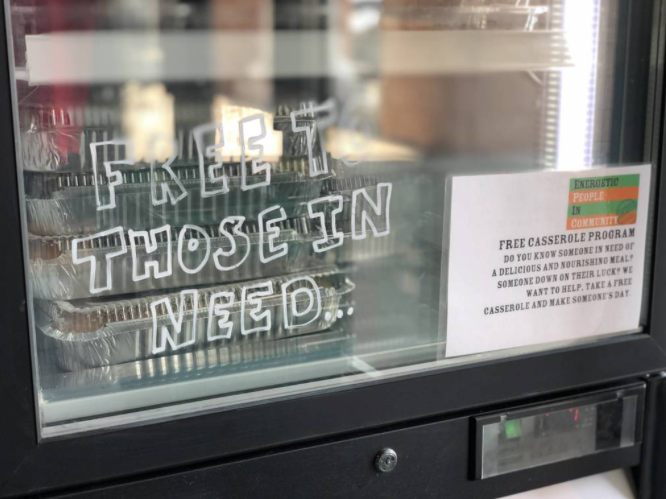 FREE TO
THOSE IN
NEED...
ENERGETIC
PEOPLE
IN
COMMUNITY
FREE CASSEROLE PROGRAM
DO YOU KNOW SOMEONE IN NEED OF
A DELICIOUS AND NOURISHING MEAL?
SOMEONE DOWN ON THEIR LUCK? WE
WANT TO HELP, TAKE A FREE
CASSEROLE AND MAKE SOMEONE'S DAY.